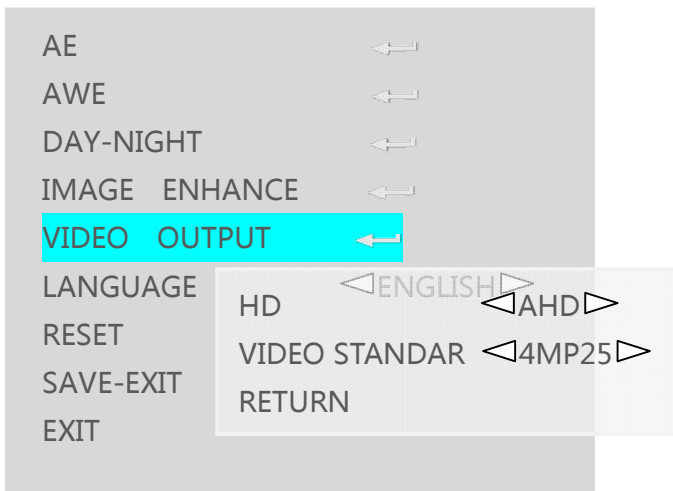 AE
AWE
DAY-NIGHT
IMAGE ENHANCE
VIDEO OUTPUT
LANGUAGE ENGLISH
RESET
SAVE-EXIT
EXIT
HD AHD
VIDEO STANDAR 4MP25
RETURN